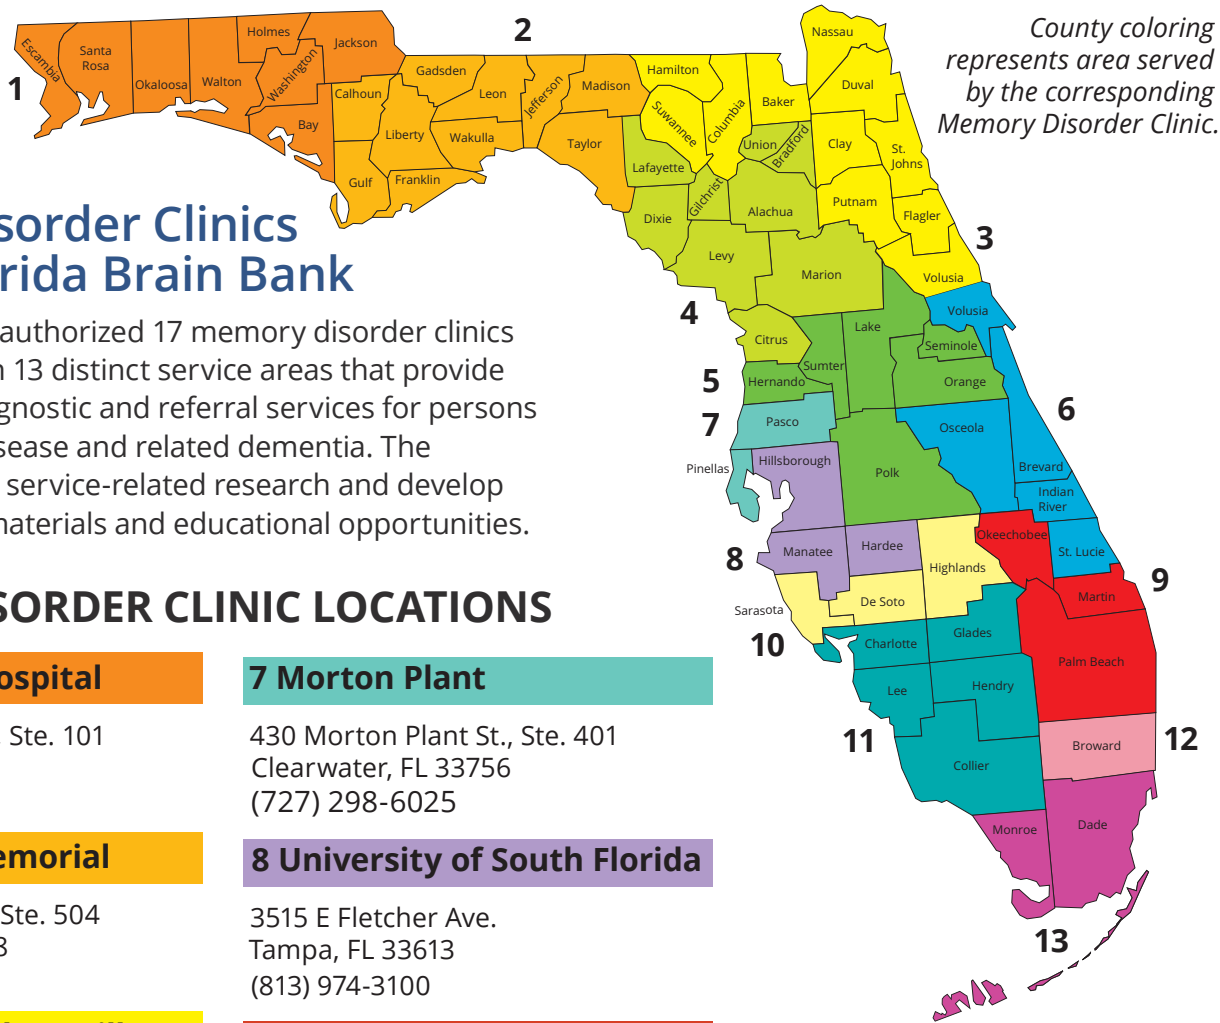 2
County coloring
represents area served
by the corresponding
Memory Disorder Clinic.
1
Escambia
Santa
Rosa
Okaloosa
Walton
Holmes
Washington
Jackson
Bay
Calhoun
Gulf
Liberty
Franklin
Gadsden
Leon
Wakulla
Jefferson
Madison
Taylor
Hamilton
Suwannee
Columbia
Baker
Nassau
Duval
Union
Bradford
Clay
St.
Johns
Lafayette
Gilchrist
Dixie
Alachua
Putnam
Flagler
3
Levy
Marion
Volusia
4
Volusia
Citrus
Lake
Sumter
Seminole
5
Hernando
Orange
6
7
Pasco
Osceola
Pinellas
Hillsborough
Polk
Brevard
Indian
River
8
Manatee
Hardee
Okeechobee
St. Lucie
Highlands
9
Sarasota
De Soto
Martin
10
Charlotte
Glades
Palm Beach
Lee
Hendry
11
Collier
Broward
12
Monroe
Dade
13
sorder Clinics
rida Brain Bank
authorized 17 memory disorder clinics
n 13 distinct service areas that provide
gnostic and referral services for persons
sease and related dementia. The
service-related research and develop
materials and educational opportunities.
SORDER CLINIC LOCATIONS
ospital
Ste. 101
emorial
Ste. 504
8
7 Morton Plant
430 Morton Plant St., Ste. 401
Clearwater, FL 33756
(727) 298-6025
8 University of South Florida
3515 E Fletcher Ave.
Tampa, FL 33613
(813) 974-3100